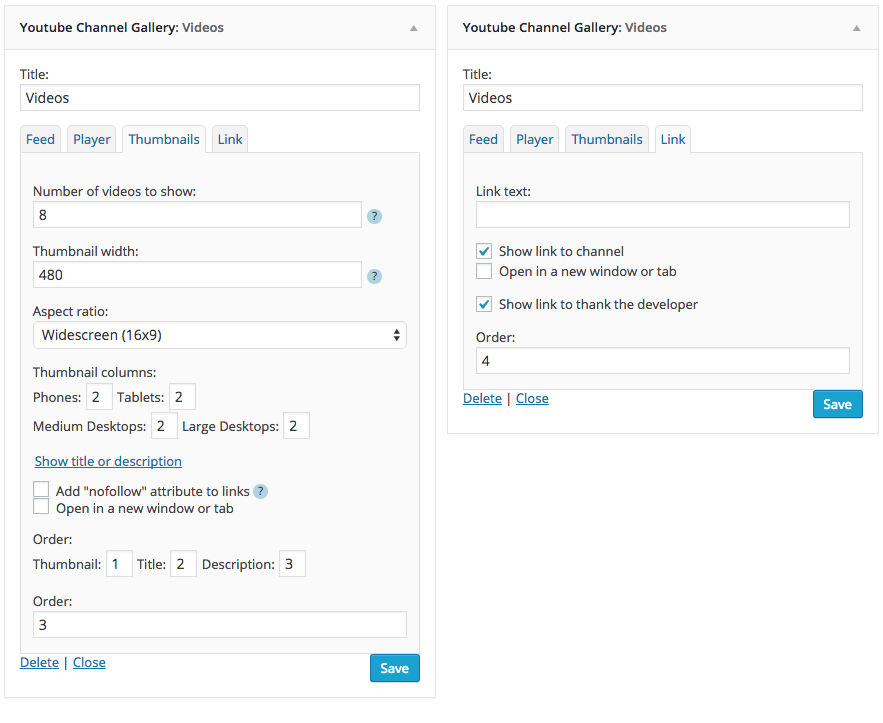 Youtube Channel Gallery: Videos
Title:
Videos
Feed Player Thumbnails Link
Number of videos to show:
8 ?
Thumbnail width:
480 ?
Aspect ratio:
Widescreen (16x9)
Thumbnail columns:
Phones: 2 Tablets: 2
Medium Desktops: 2 Large Desktops: 2
Show title or description
Add "nofollow" attribute to links ?
Open in a new window or tab
Order:
Thumbnail: 1 Title: 2 Description: 3
Order:
3
Delete | Close Save
Youtube Channel Gallery: Videos
Title:
Videos
Feed Player Thumbnails Link
Link text:
Show link to channel
Open in a new window or tab
Show link to thank the developer
Order:
4
Delete | Close Save